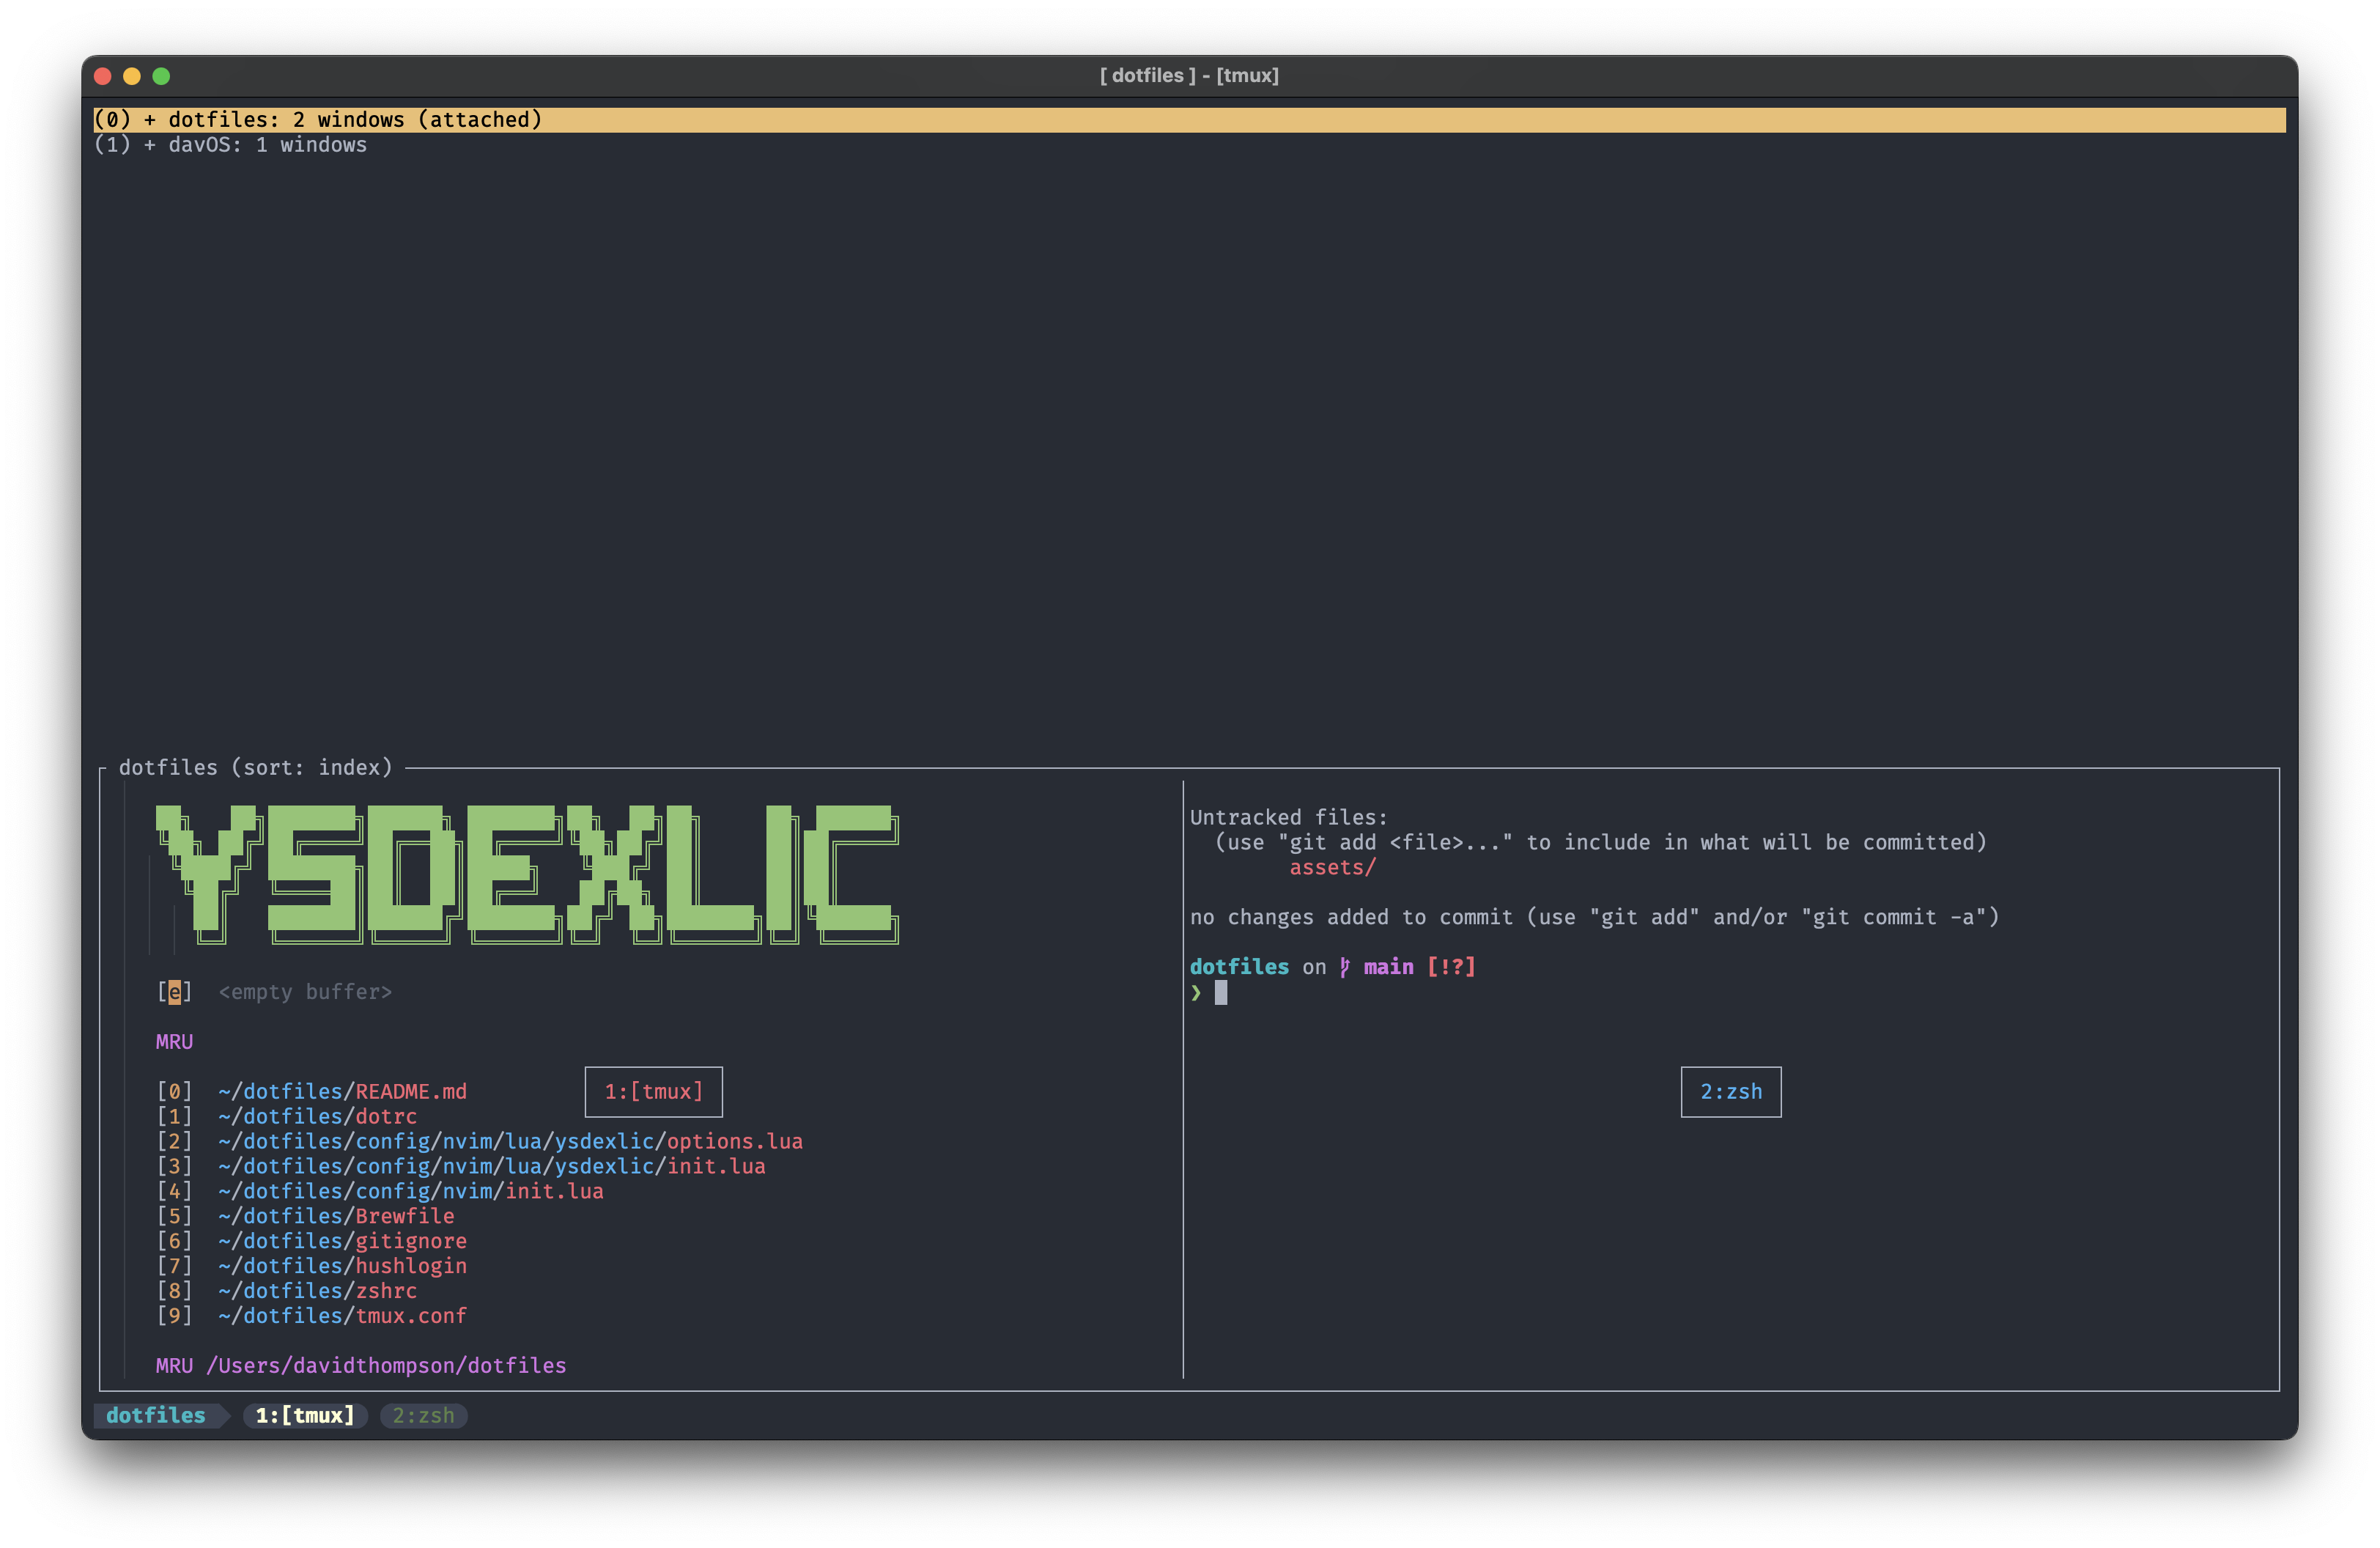 [ dotfiles ] - [tmux]
(0) + dotfiles: 2 windows (attached)
(1) + davOS: 1 windows
dotfiles (sort: index)
YSDEXLIC
[e] <empty buffer>
MRU
[0] ~/dotfiles/README.md
[1] ~/dotfiles/dotrc
[2] ~/dotfiles/config/nvim/lua/ysdexlic/options.lua
[3] ~/dotfiles/config/nvim/lua/ysdexlic/init.lua
[4] ~/dotfiles/config/nvim/init.lua
[5] ~/dotfiles/Brewfile
[6] ~/dotfiles/gitignore
[7] ~/dotfiles/hushlogin
[8] ~/dotfiles/zshrc
[9] ~/dotfiles/tmux.conf
MRU /Users/davidthompson/dotfiles
1:[tmux]
Untracked files:
(use "git add <file>..." to include in what will be committed)
assets/
no changes added to commit (use "git add" and/or "git commit -a")
dotfiles on main [!?]
❯
2:zsh
dotfiles 1:[tmux] 2:zsh